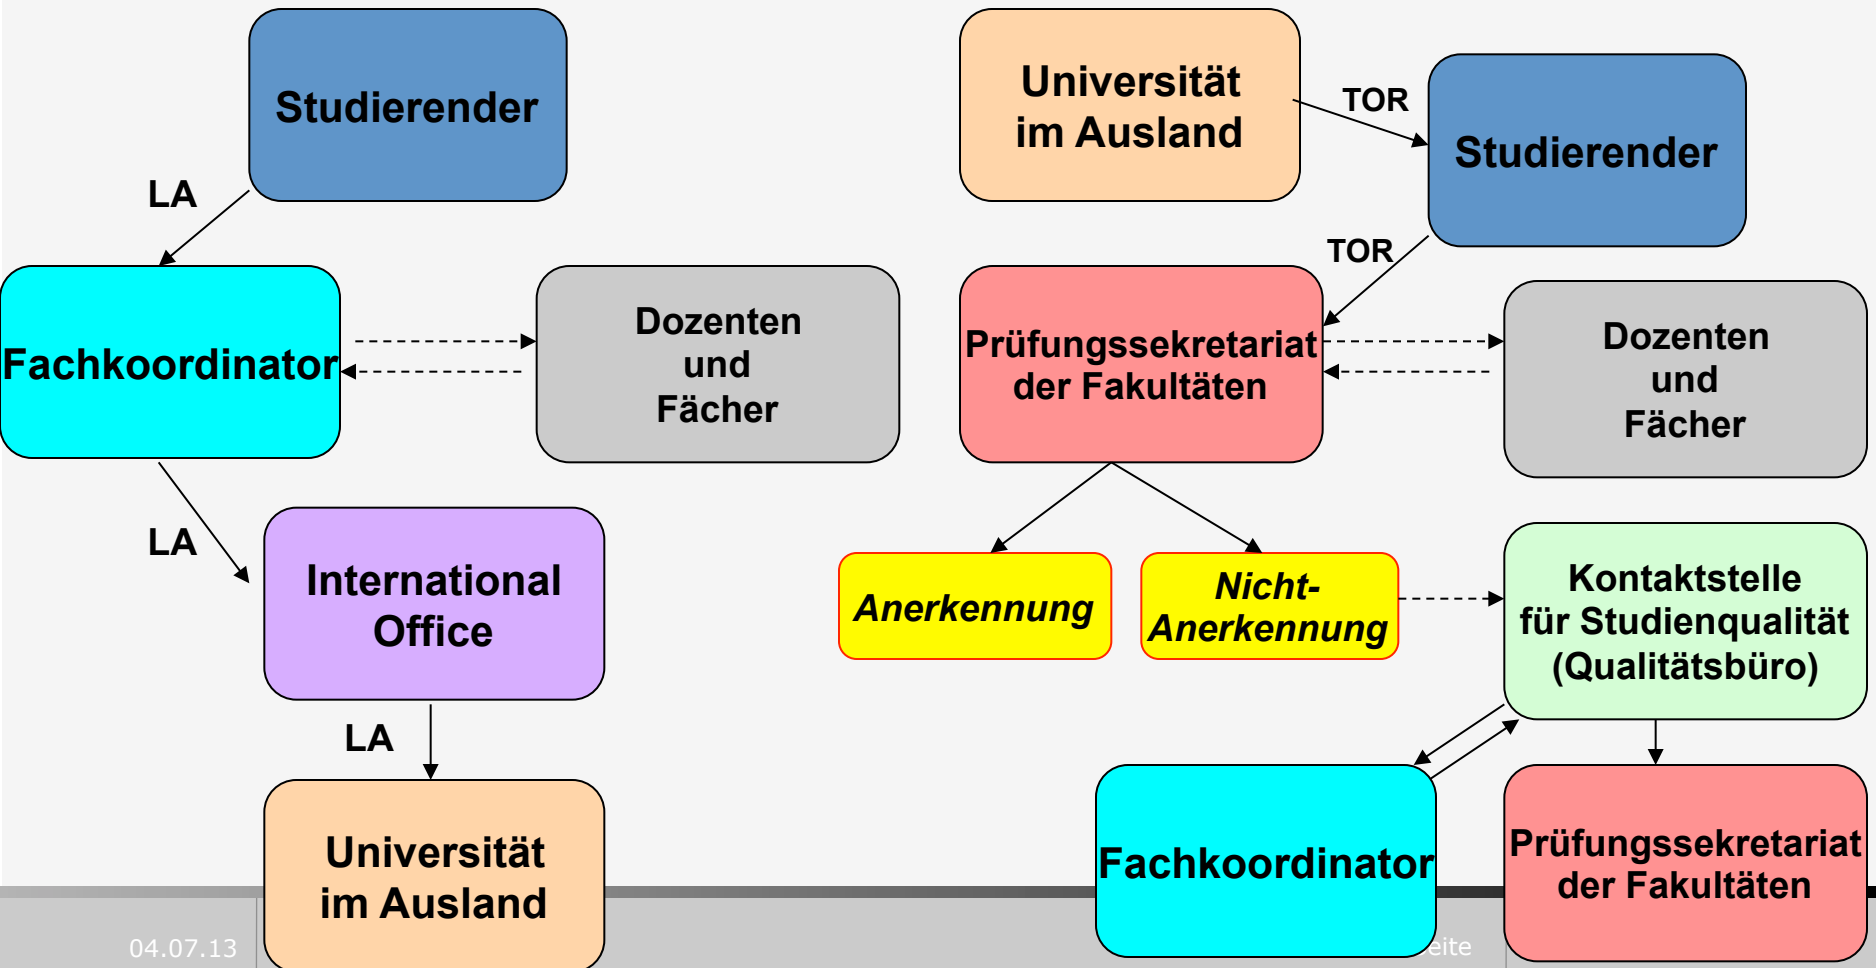 Studierender
LA
Fachkoordinator
Dozenten
und
Fächer
LA
International
Office
LA
Universität
im Ausland
Universität
im Ausland
TOR
Studierender
TOR
Prüfungssekretariat
der Fakultäten
Dozenten
und
Fächer
Anerkennung
Nicht-
Anerkennung
Kontaktstelle
für Studienqualität
(Qualitätsbüro)
Fachkoordinator
Prüfungssekretariat
der Fakultäten
04.07.13
eite